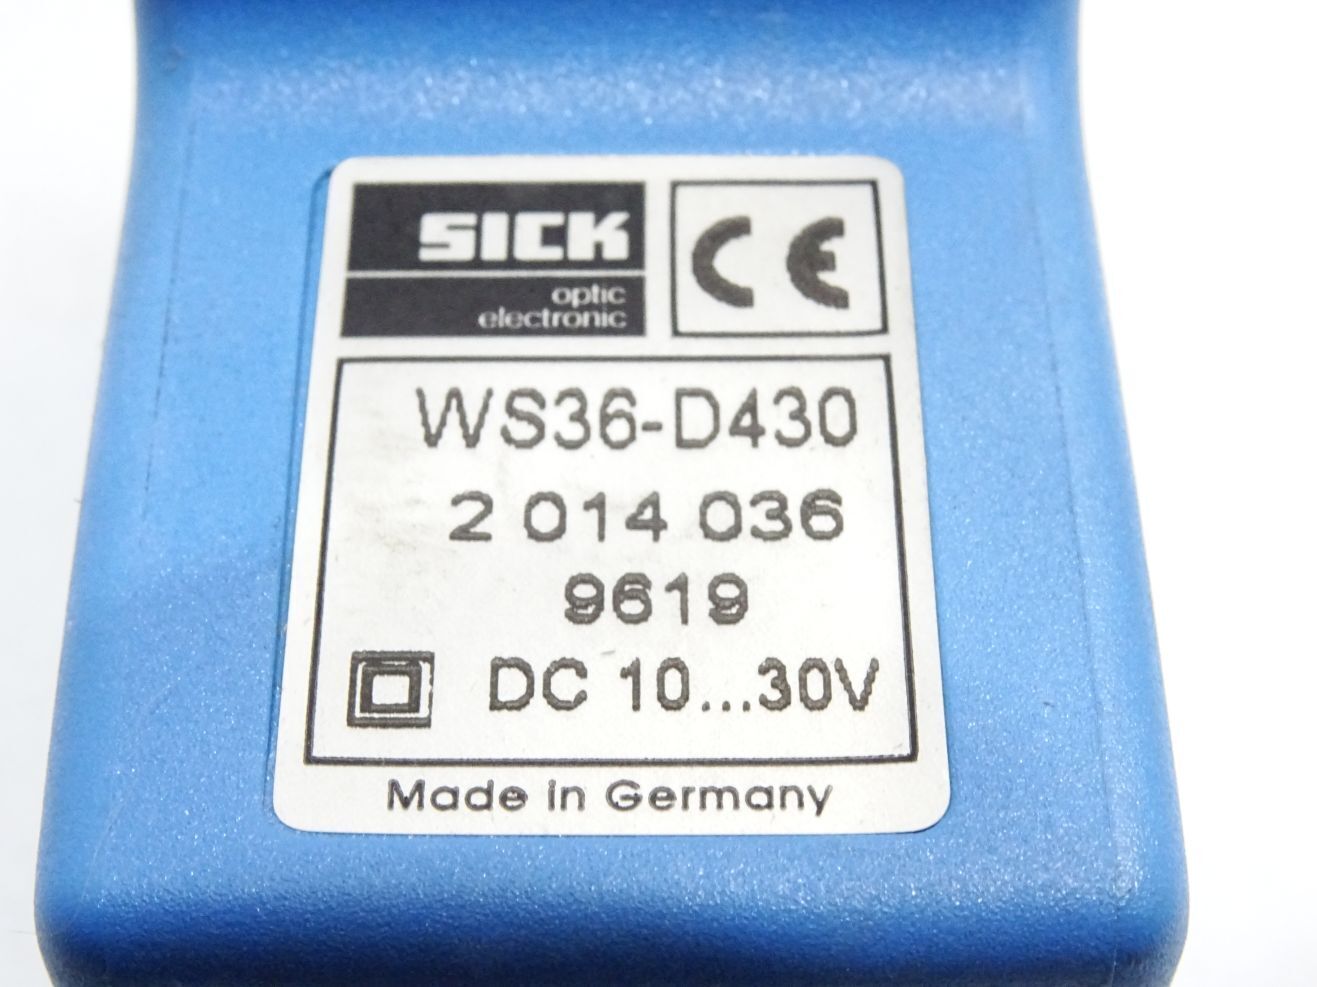 SICK
optic
electronic
CE
WS36-D430
2 014 036
9619
DC 10...30V
Made in Germany